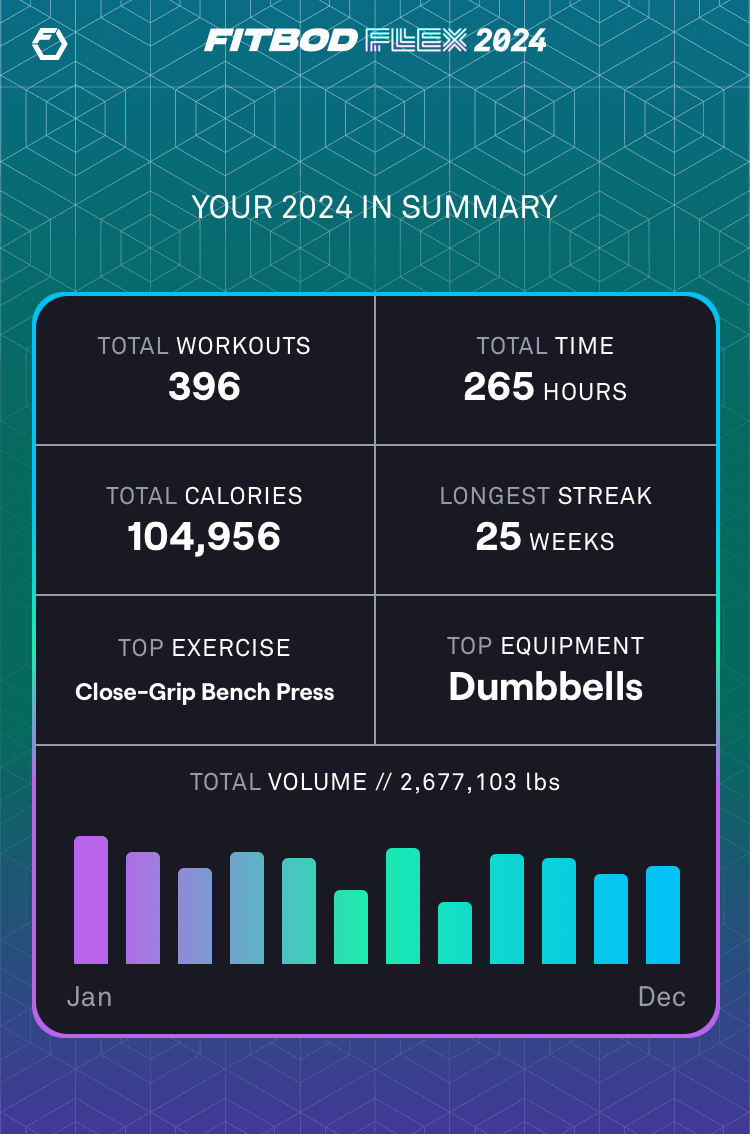 FITBOD FLEX 2024
YOUR 2024 IN SUMMARY
TOTAL WORKOUTS
396
TOTAL TIME
265 HOURS
TOTAL CALORIES
104,956
LONGEST STREAK
25 WEEKS
TOP EXERCISE
Close-Grip Bench Press
TOP EQUIPMENT
Dumbbells
TOTAL VOLUME // 2,677,103 lbs
Jan
Dec